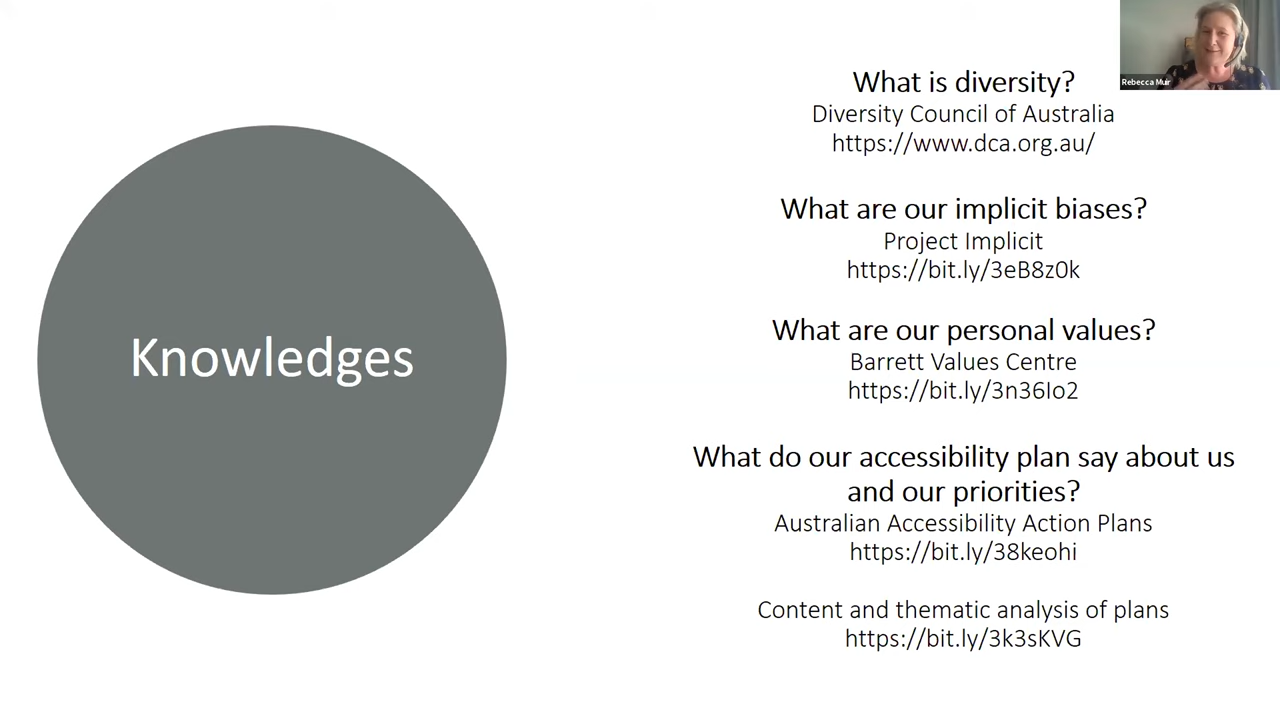 Knowledges
What is diversity?
Diversity Council of Australia
https://www.dca.org.au/
What are our implicit biases?
Project Implicit
https://bit.ly/3eB8z0k
What are our personal values?
Barrett Values Centre
https://bit.ly/3n36Io2
What do our accessibility plan say about us
and our priorities?
Australian Accessibility Action Plans
https://bit.ly/38keohi
Content and thematic analysis of plans
https://bit.ly/3k3sKVG
Rebecca Muir